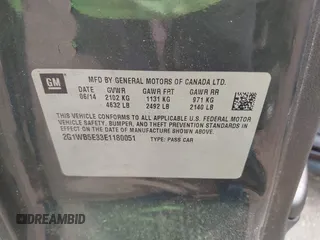 GM
MFD BY GENERAL MOTORS OF CANADA LTD.
DATE GVWR GAWR FRT GAWR RR
06/14 2102 KG 1131 KG 971 KG
4632 LB 2492 LB 2140 LB
THIS VEHICLE CONFORMS TO ALL APPLICABLE U.S. FEDERAL MOTOR
VEHICLE SAFETY, BUMPER, AND THEFT PREVENTION STANDARDS IN EFFECT
ON THE DATE OF MANUFACTURE SHOWN ABOVE.
2G1WB5E33E1180051 TYPE: PASS CAR
DREAMBID